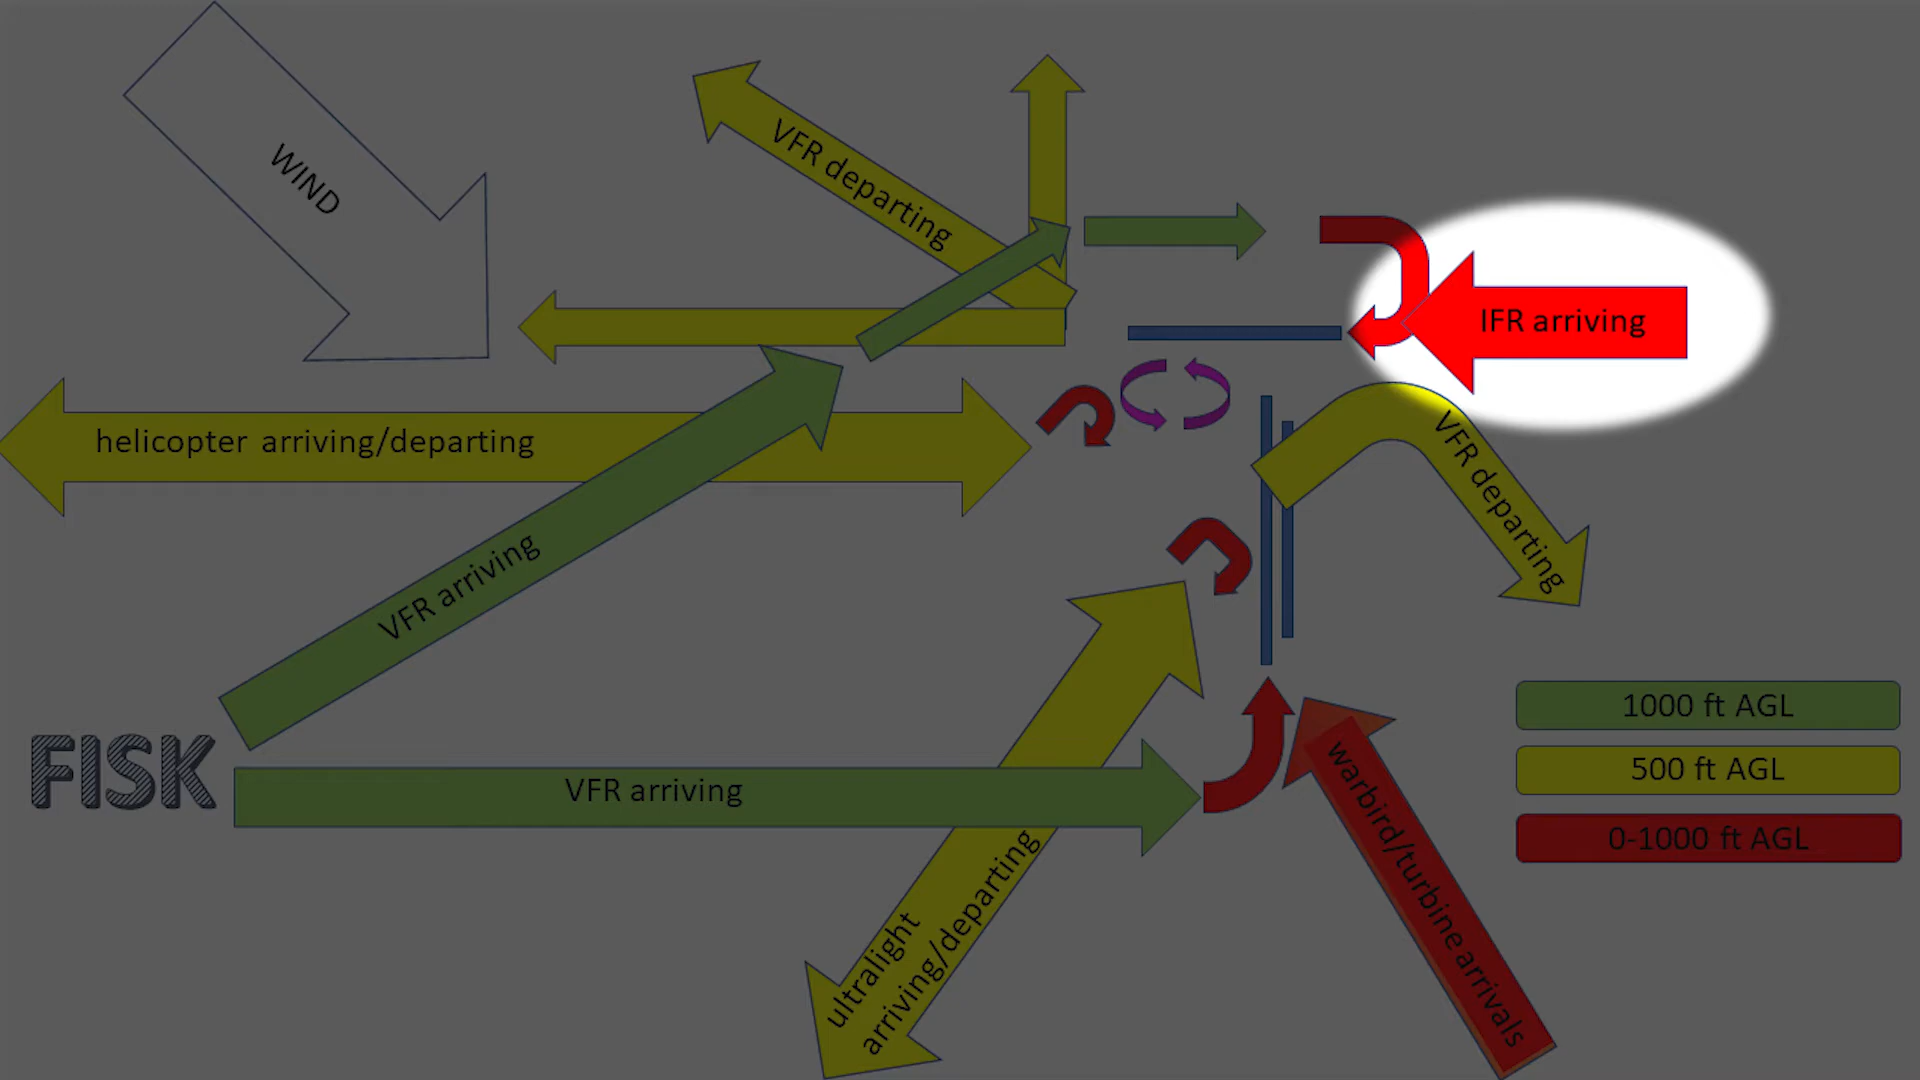 WIND
VFR departing
IFR arriving
helicopter arriving/departing
VFR departing
VFR arriving
FISK
VFR arriving
1000 ft AGL
500 ft AGL
0-1000 ft AGL
warbird/turbine arrivals
ultralight
arriving/departing